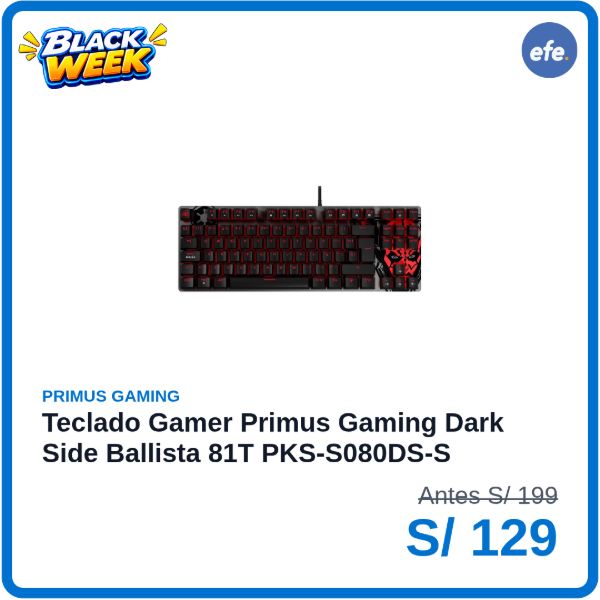 BLACK
WEEK
efe.
PRIMUS GAMING
Teclado Gamer Primus Gaming Dark
Side Ballista 81T PKS-S080DS-S
Antes S/ 199
S/ 129